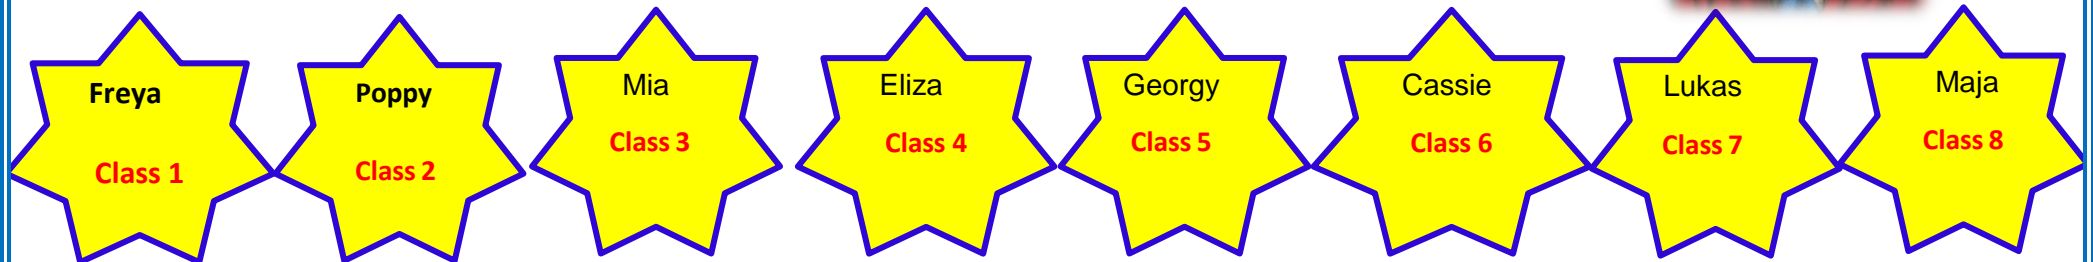 Freya
Class 1
Poppy
Class 2
Mia
Class 3
Eliza
Class 4
Georgy
Class 5
Cassie
Class 6
Lukas
Class 7
Maja
Class 8